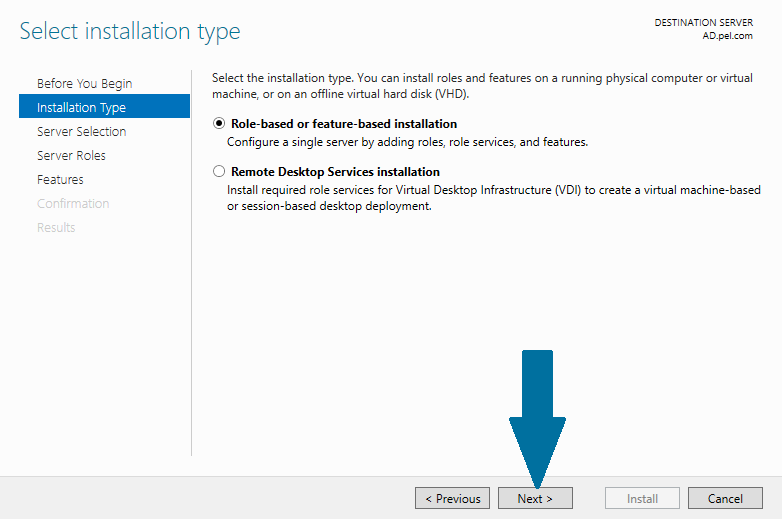 Select installation type
DESTINATION SERVER
AD.pel.com
Before You Begin
Installation Type
Server Selection
Server Roles
Features
Confirmation
Results
Select the installation type. You can install roles and features on a running physical computer or virtual
machine, or on an offline virtual hard disk (VHD).
Role-based or feature-based installation
Configure a single server by adding roles, role services, and features.
Remote Desktop Services installation
Install required role services for Virtual Desktop Infrastructure (VDI) to create a virtual machine-based
or session-based desktop deployment.
< Previous
Next >
Install
Cancel